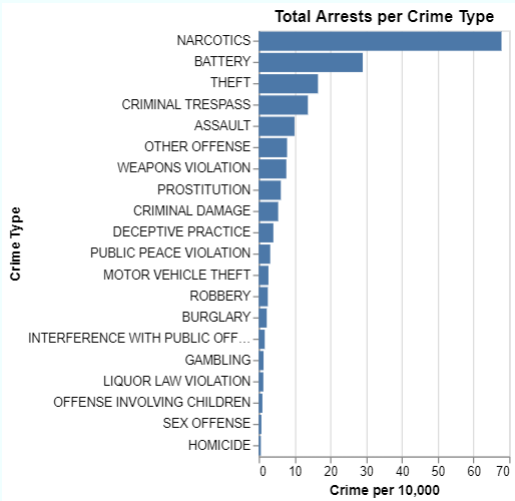 Total Arrests per Crime Type
NARCOTICS
BATTERY
THEFT
CRIMINAL TRESPASS
ASSAULT
OTHER OFFENSE
WEAPONS VIOLATION
PROSTITUTION
CRIMINAL DAMAGE
DECEPTIVE PRACTICE
PUBLIC PEACE VIOLATION
MOTOR VEHICLE THEFT
ROBBERY
BURGLARY
INTERFERENCE WITH PUBLIC OFF…
GAMBLING
LIQUOR LAW VIOLATION
OFFENSE INVOLVING CHILDREN
SEX OFFENSE
HOMICIDE
Crime Type
0 10 20 30 40 50 60 70
Crime per 10,000